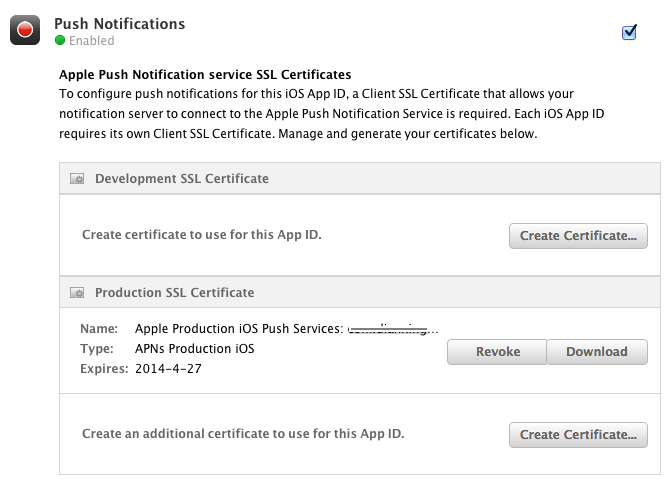 Push Notifications
Enabled
Apple Push Notification service SSL Certificates
To configure push notifications for this iOS App ID, a Client SSL Certificate that allows your
notification server to connect to the Apple Push Notification Service is required. Each iOS App ID
requires its own Client SSL Certificate. Manage and generate your certificates below.
Development SSL Certificate
Create certificate to use for this App ID.
Create Certificate...
Production SSL Certificate
Name: Apple Production iOS Push Services:
Type: APNs Production iOS
Revoke
Download
Expires: 2014-4-27
Create an additional certificate to use for this App ID.
Create Certificate...